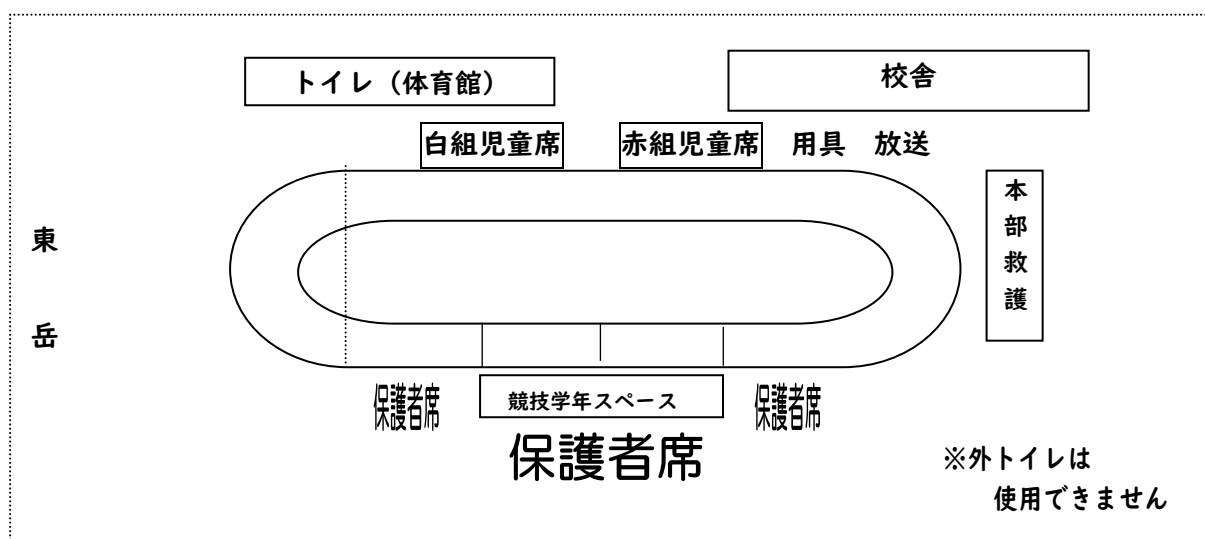 トイレ（体育館）
校舎
白組児童席
赤組児童席
用具
放送
本部救護
東岳
保護者席
競技学年スペース
保護者席
保護者席
※外トイレは
使用できません